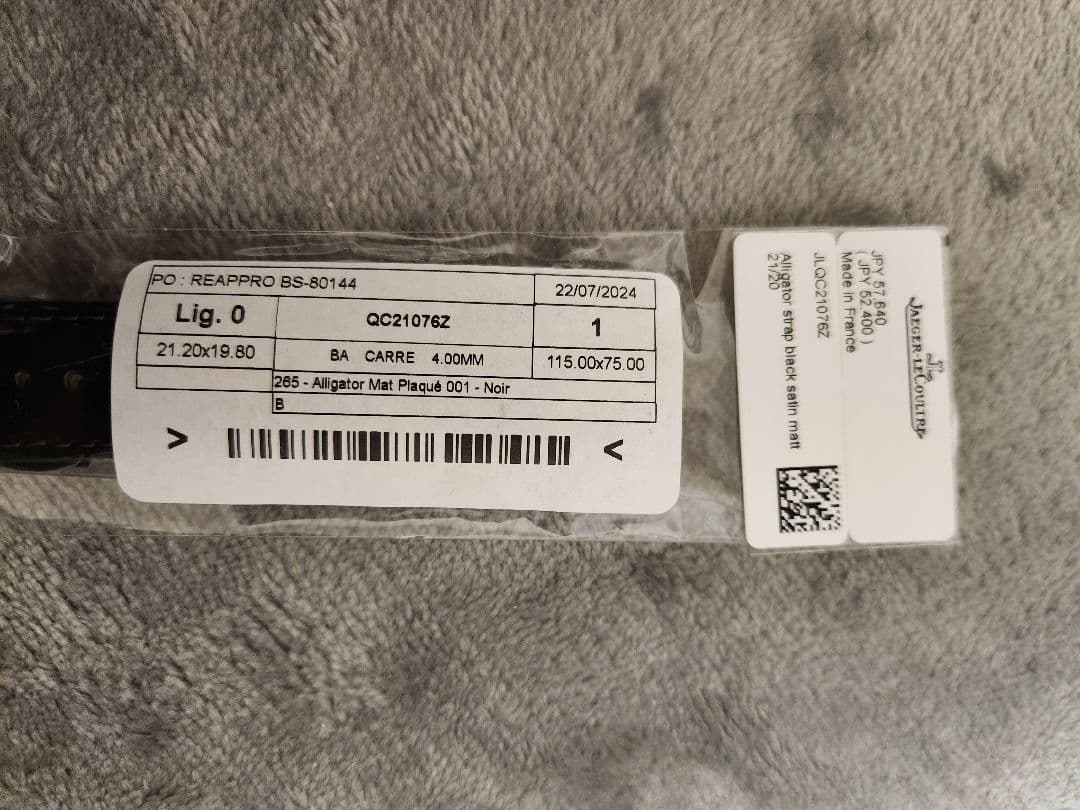 PO : REAPPRO BS-80144
22/07/2024
Lig. 0
QC21076Z
1
21.20x19.80
BA CARRE 4.00MM
115.00x75.00
265 - Alligator Mat Plaqué 001 - Noir
B
> <
JAEGER-LECOULTRE
JPY 57,640
( JPY 52,400 )
Made in France
JLQC21076Z
Alligator strap black satin matt
21/20